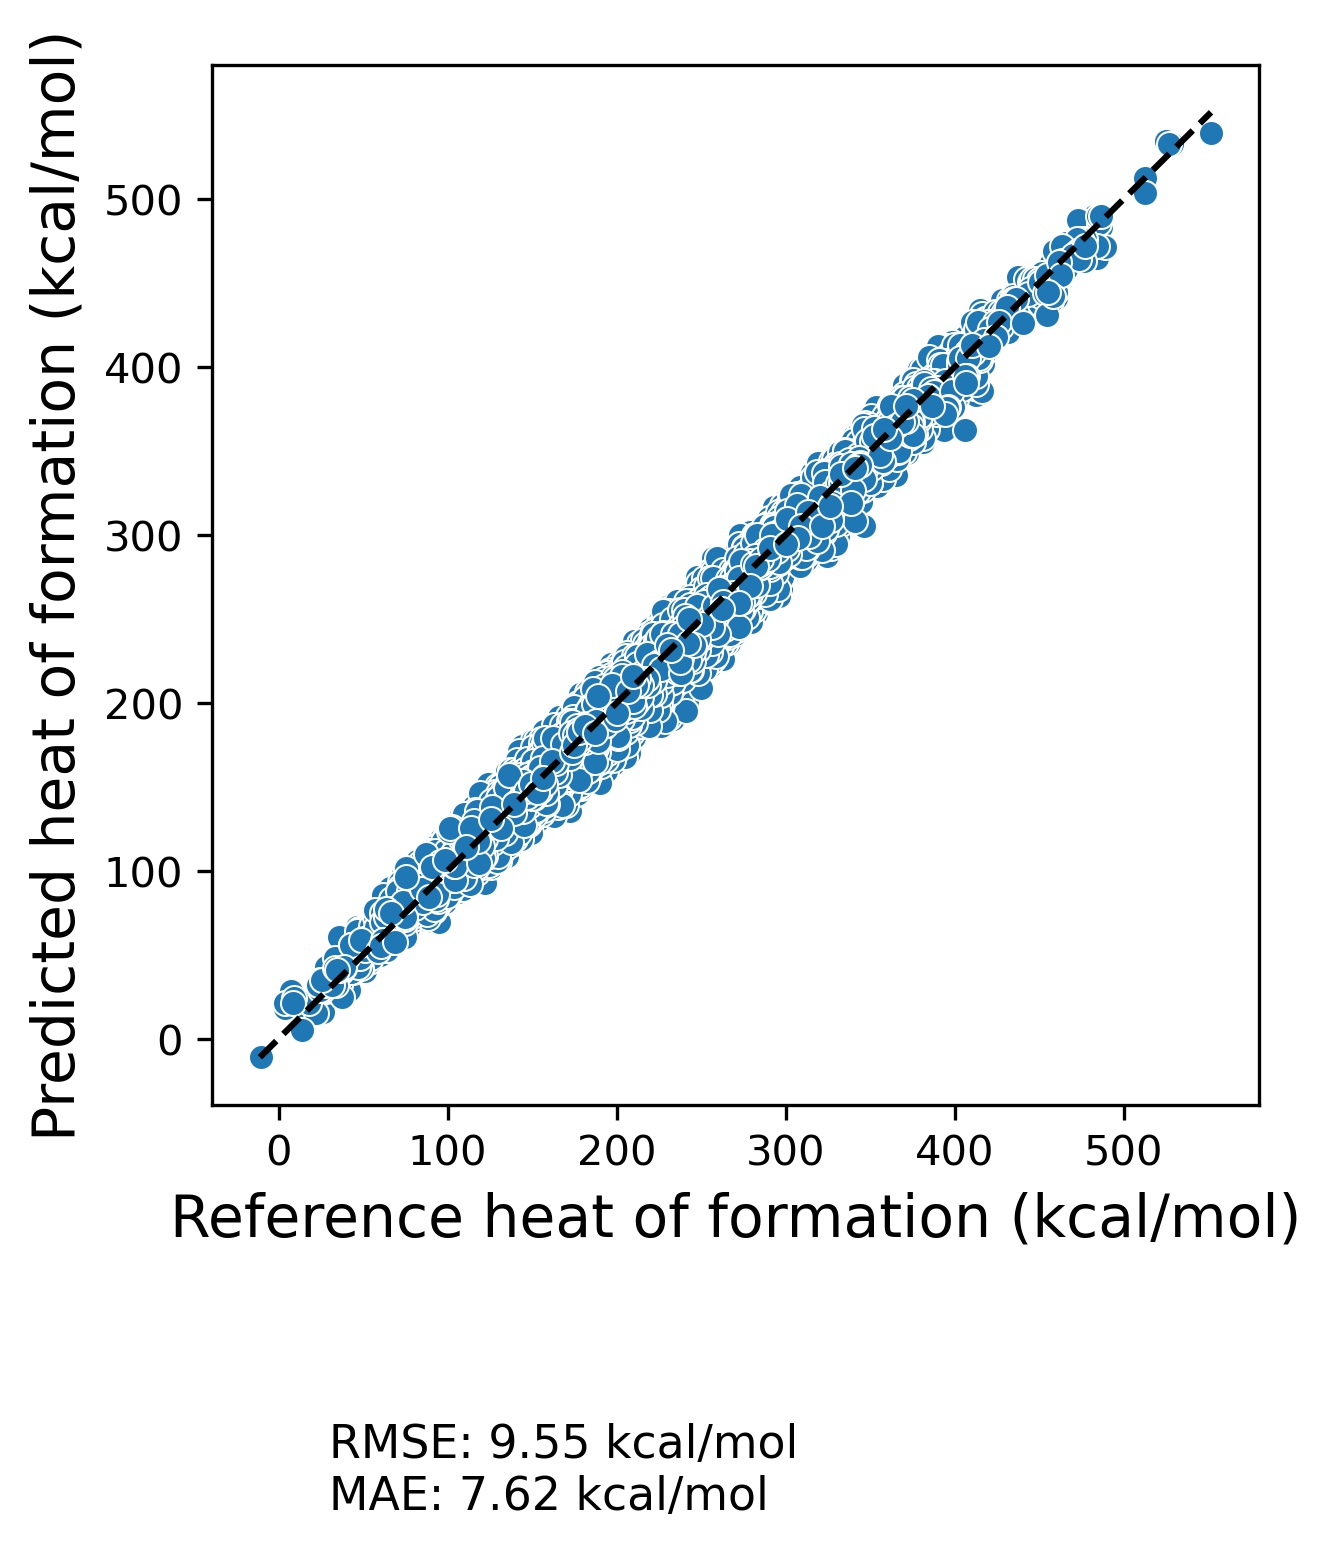 Predicted heat of formation (kcal/mol)
500
400
300
200
100
0
0 100 200 300 400 500
Reference heat of formation (kcal/mol)
RMSE: 9.55 kcal/mol
MAE: 7.62 kcal/mol